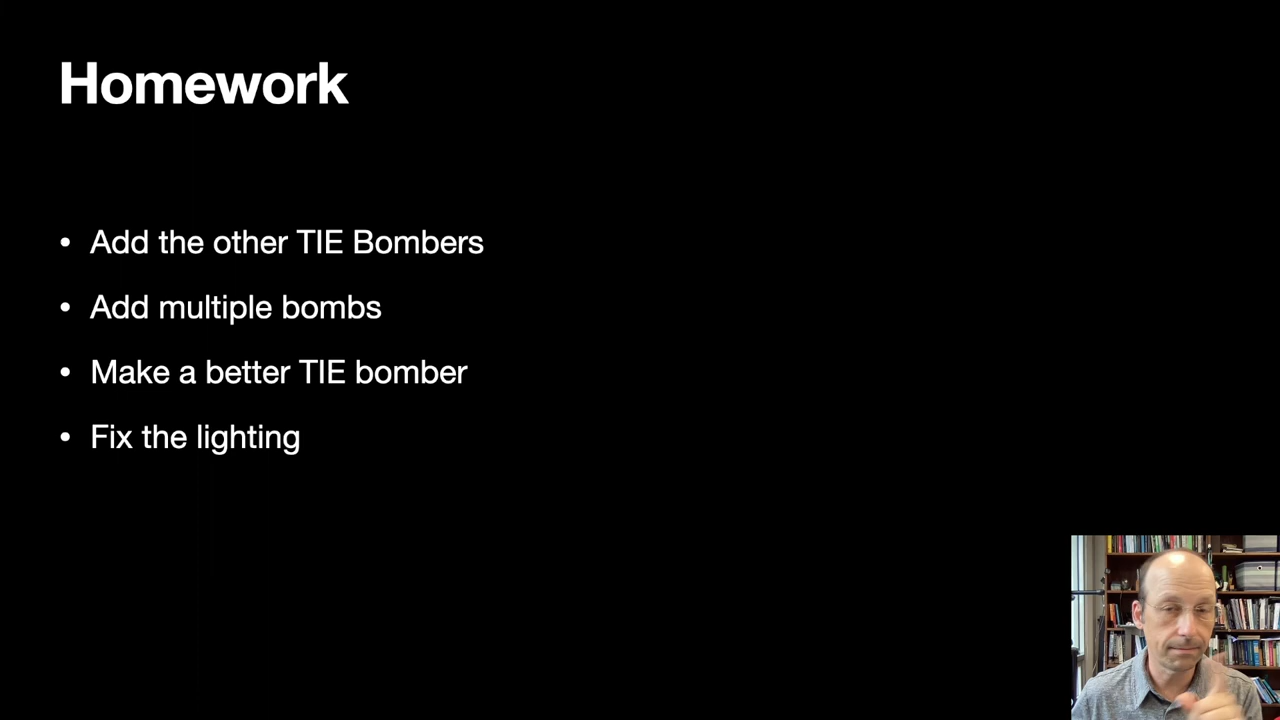 Homework
• Add the other TIE Bombers
• Add multiple bombs
• Make a better TIE bomber
• Fix the lighting